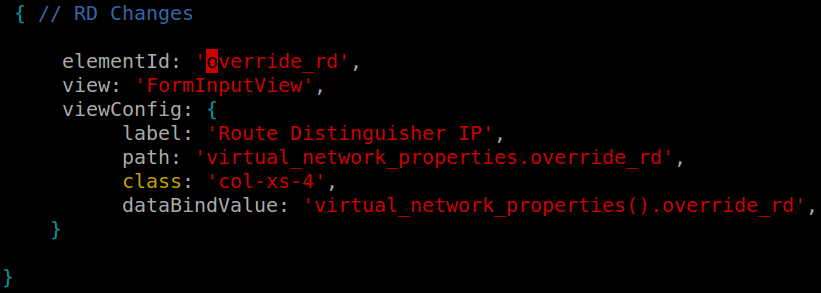 { // RD Changes
elementId: 'override_rd',
view: 'FormInputView',
viewConfig: {
label: 'Route Distinguisher IP',
path: 'virtual_network_properties.override_rd',
class: 'col-xs-4',
dataBindValue: 'virtual_network_properties().override_rd',
}
}